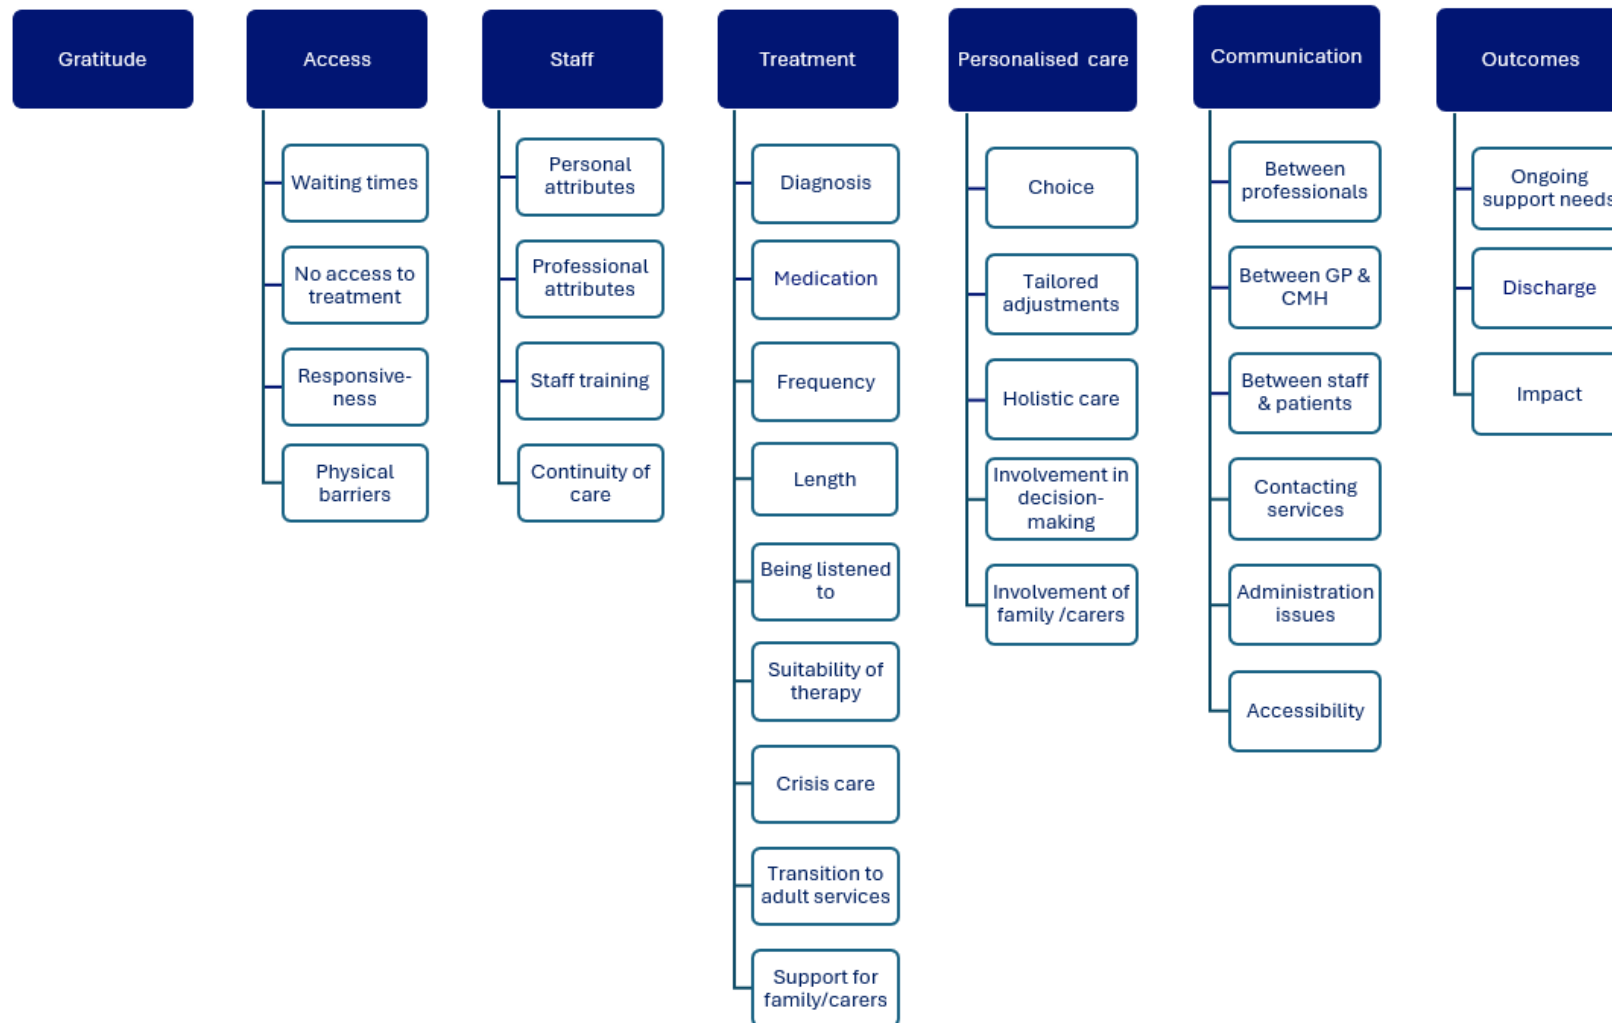 Gratitude
Access
Waiting times
No access to
treatment
Responsive-
ness
Physical
barriers
Staff
Personal
attributes
Professional
attributes
Staff training
Continuity of
care
Treatment
Diagnosis
Medication
Frequency
Length
Being listened
to
Suitability of
therapy
Crisis care
Transition to
adult services
Support for
family/carers
Personalised care
Choice
Tailored
adjustments
Holistic care
Involvement in
decision-
making
Involvement of
family /carers
Communication
Between
professionals
Between GP &
CMH
Between staff
& patients
Contacting
services
Administration
issues
Accessibility
Outcomes
Ongoing
support needs
Discharge
Impact